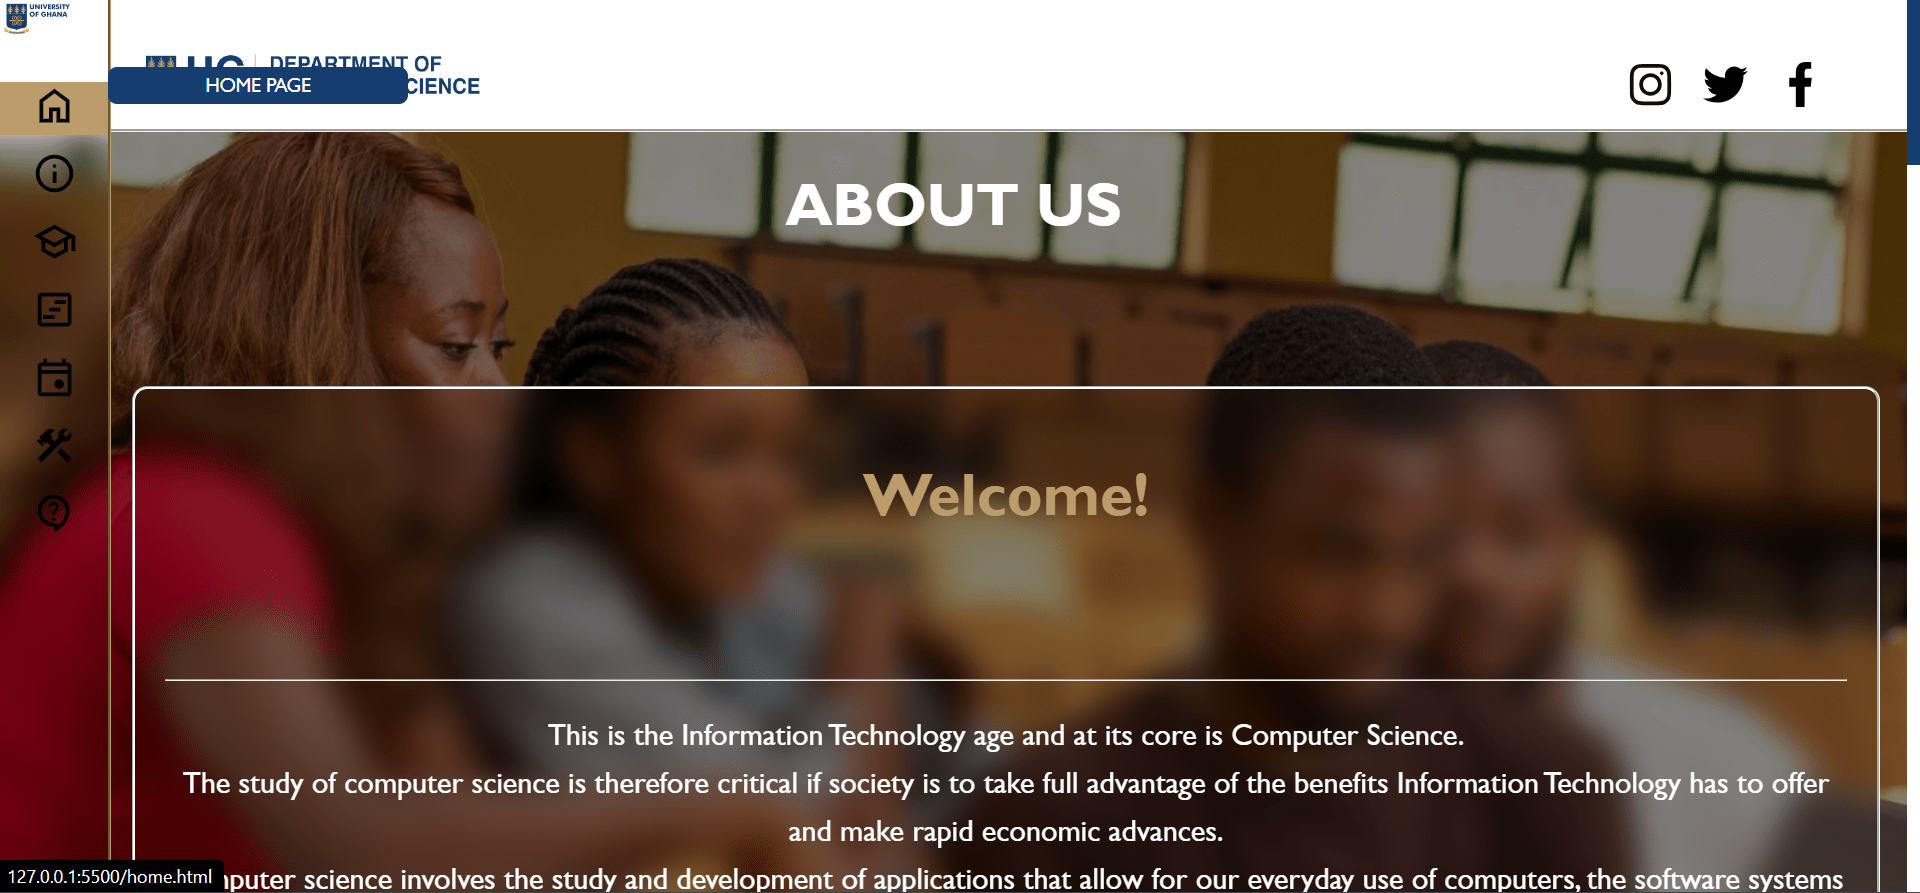 UNIVERSITY
OF GHANA
UG
DEPARTMENT OF
CIENCE
HOME PAGE
ABOUT US
Welcome!
This is the Information Technology age and at its core is Computer Science.
The study of computer science is therefore critical if society is to take full advantage of the benefits Information Technology has to offer
and make rapid economic advances.
mputer science involves the study and development of applications that allow for our everyday use of computers, the software systems
127.0.0.1:5500/home.html